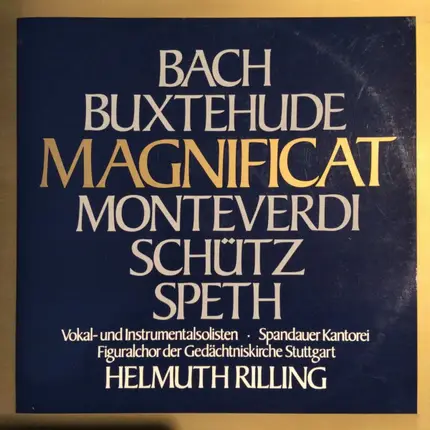 BACH
BUXTEHUDE
MAGNIFICAT
MONTEVERDI
SCHÜTZ
SPETH
Vokal- und Instrumentalsolisten · Spandauer Kantorei
Figuralchor der Gedächtniskirche Stuttgart
HELMUTH RILLING